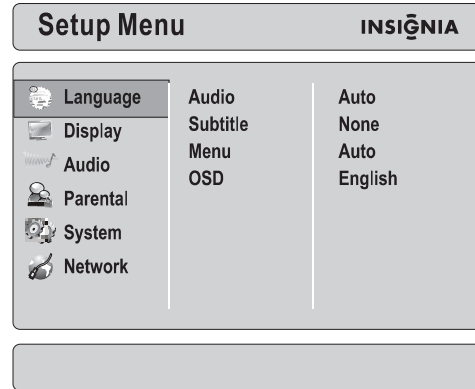 Setup Menu
INSIGNIA
Language
Display
Audio
Parental
System
Network
Audio Auto
Subtitle None
Menu Auto
OSD English